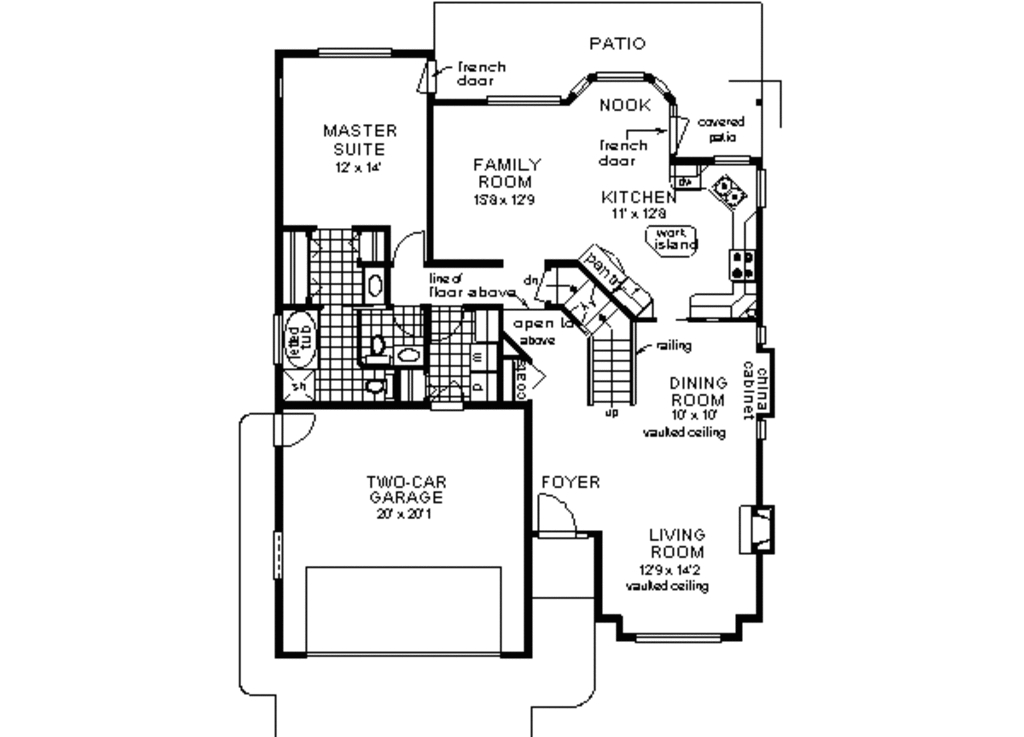 PATIO
french
door
NOOK
covered
patio
MASTER
SUITE
12' x 14'
french
door
FAMILY
ROOM
15'8 x 12'9
KITCHEN
11' x 12'8
dw
work
island
pantry
line of
floor above
dn
open to
above
railing
letted
tub
sh
m
d
up
DINING
ROOM
10' x 10'
vaulted ceiling
china
cabinet
TWO-CAR
GARAGE
20' x 20'1
FOYER
LIVING
ROOM
12'9 x 14'2
vaulted ceiling